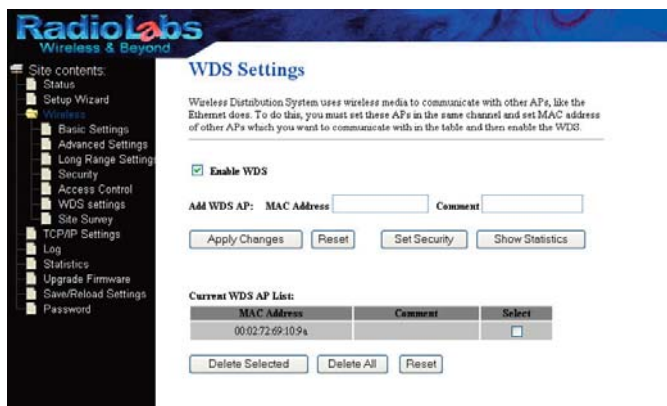 RadioLabs
Wireless & Beyond
Site contents:
Status
Setup Wizard
Wireless
Basic Settings
Advanced Settings
Long Range Settings
Security
Access Control
WDS settings
Site Survey
TCP/IP Settings
Log
Statistics
Upgrade Firmware
Save/Reload Settings
Password
WDS Settings
Wireless Distribution System uses wireless media to communicate with other APs, like the
Ethernet does. To do this, you must set these APs in the same channel and set MAC address
of other APs which you want to communicate with in the table and then enable the WDS.
Enable WDS
Add WDS AP: MAC Address Comment
Apply Changes Reset Set Security Show Statistics
Current WDS AP List:
MAC Address Comment Select
00:02:72:69:10:9a
Delete Selected Delete All Reset